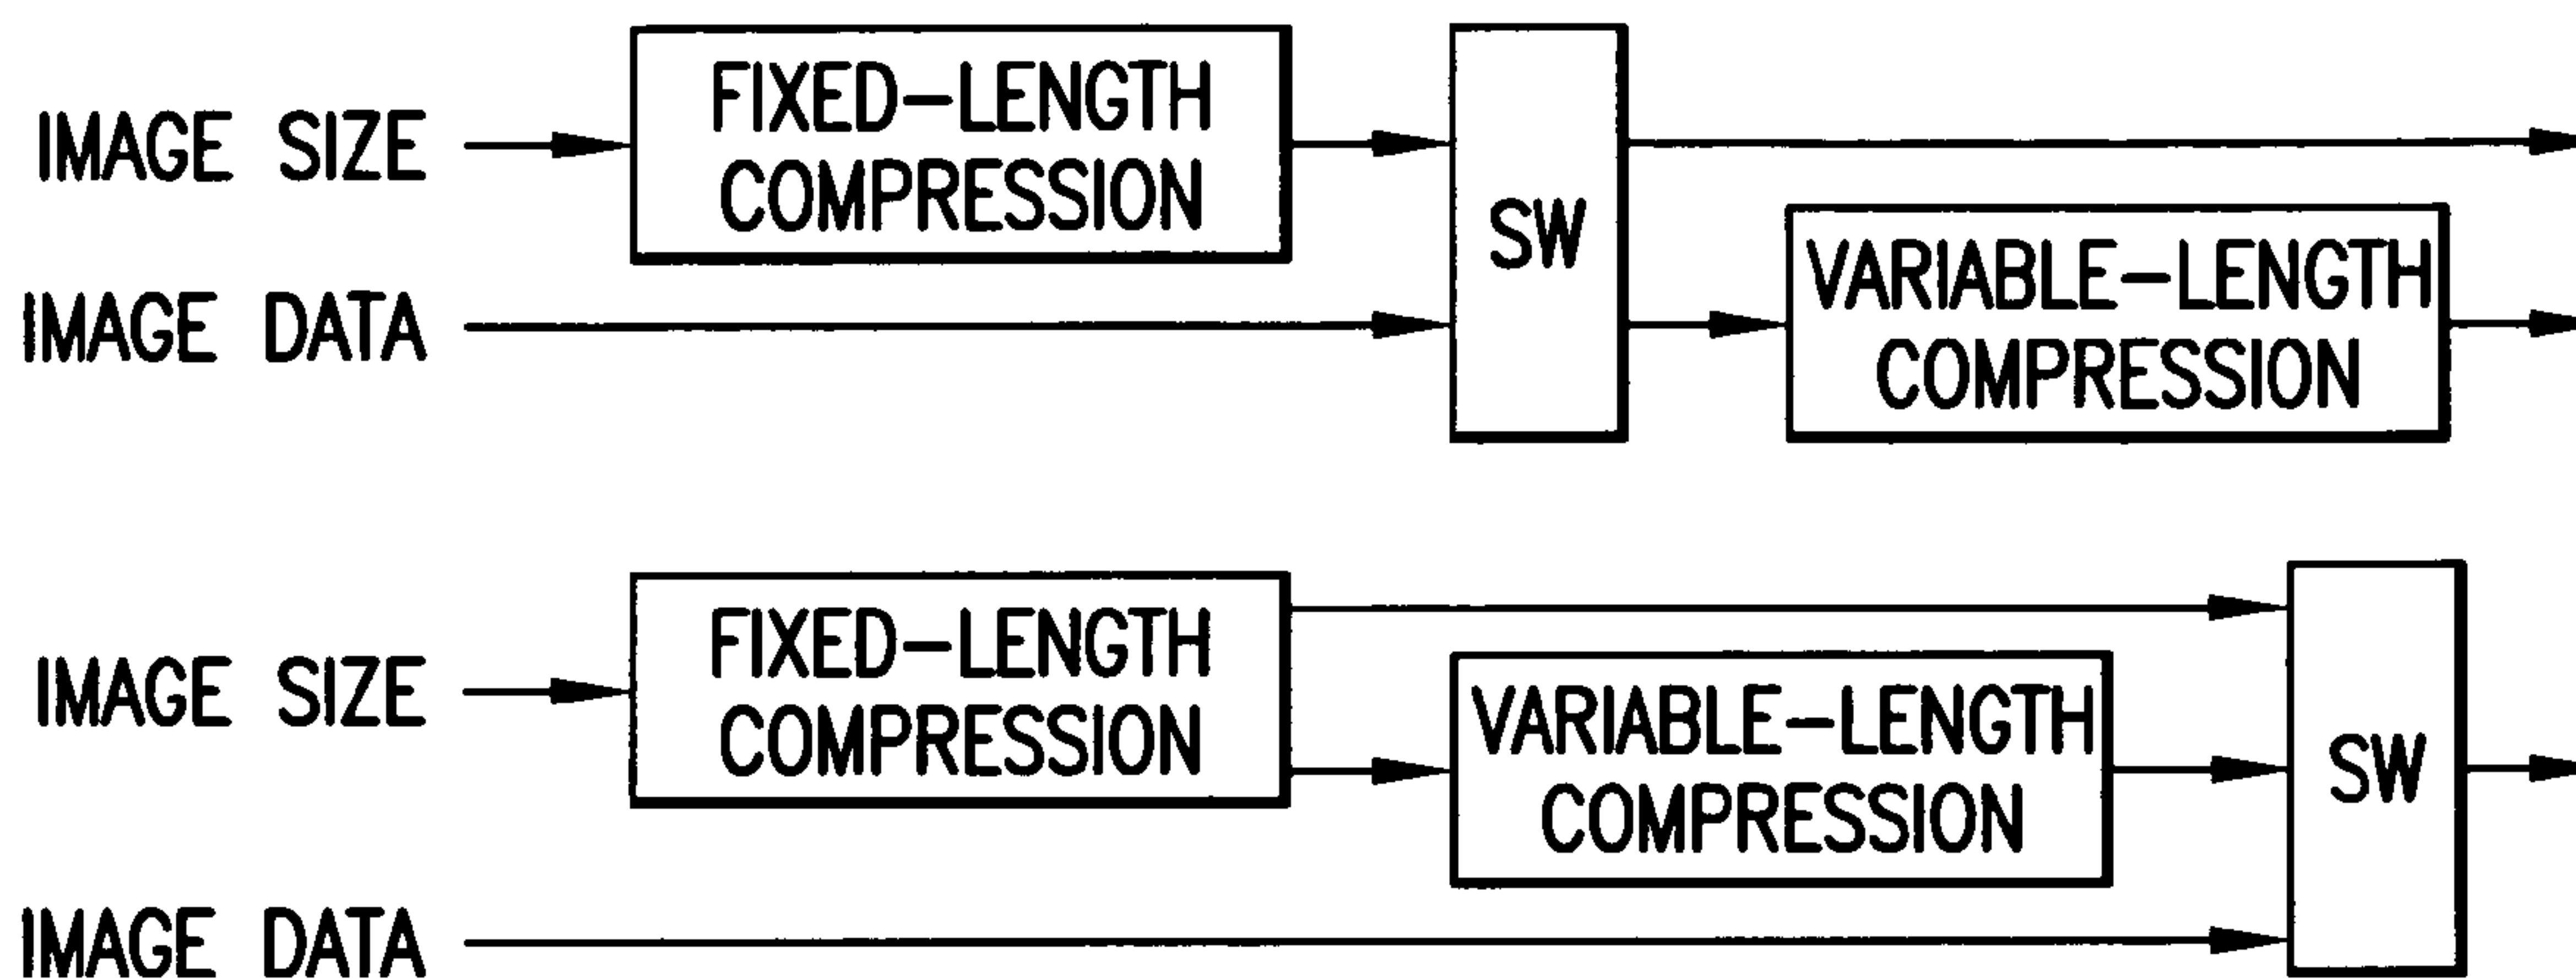 IMAGE SIZE
FIXED-LENGTH
COMPRESSION
IMAGE DATA
SW
VARIABLE-LENGTH
COMPRESSION
IMAGE SIZE
FIXED-LENGTH
COMPRESSION
VARIABLE-LENGTH
COMPRESSION
SW
IMAGE DATA